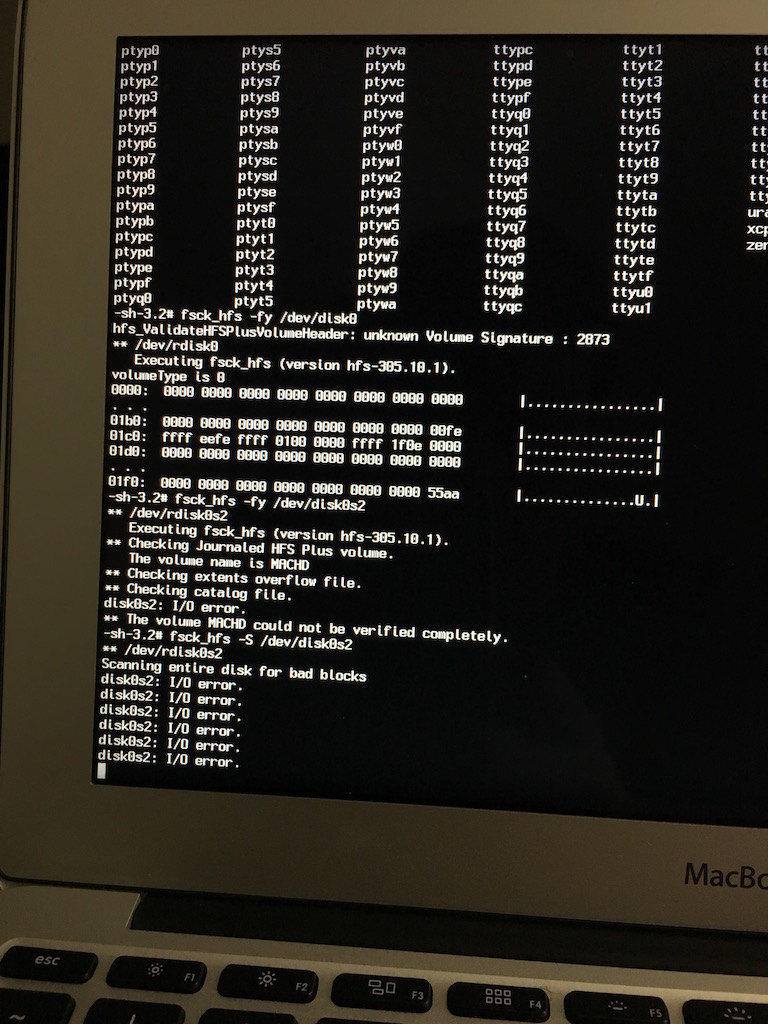 ptyp0 ptys5 ptyva ttypc ttyt1 tt
ptyp1 ptys6 ptyvb ttypd ttyt2 tt
ptyp2 ptys7 ptyvc ttype ttyt3 tt
ptyp3 ptys8 ptyvd ttypf ttyt4 tt
ptyp4 ptys9 ptyve ttyq0 ttyt5 tt
ptyp5 ptysa ptyvf ttyq1 ttyt6 tt
ptyp6 ptysb ptyw0 ttyq2 ttyt7 tt
ptyp7 ptysc ptyw1 ttyq3 ttyt8 tt
ptyp8 ptysd ptyw2 ttyq4 ttyt9 tt
ptyp9 ptyse ptyw3 ttyq5 ttyta tt
ptypa ptysf ptyw4 ttyq6 ttytb ura
ptypb ptyt0 ptyw5 ttyq7 ttytc xcp
ptypc ptyt1 ptyw6 ttyq8 ttytd zer
ptypd ptyt2 ptyw7 ttyq9 ttyte
ptype ptyt3 ptyw8 ttyqa ttytf
ptypf ptyt4 ptyw9 ttyqb ttyu0
ptyq0 ptyt5 ptywa ttyqc ttyu1
-sh-3.2# fsck_hfs -fy /dev/disk0
hfs_ValidateHFSPlusVolumeHeader: unknown Volume Signature : 2873
** /dev/rdisk0
Executing fsck_hfs (version hfs-305.10.1).
volumeType is 0
0000: 0000 0000 0000 0000 0000 0000 0000 0000 |................|
. . .
01b0: 0000 0000 0000 0000 0000 0000 0000 00fe |................|
01c0: ffff eefe ffff 0100 0000 ffff 1f0e 0000 |................|
01d0: 0000 0000 0000 0000 0000 0000 0000 0000 |................|
. . .
01f0: 0000 0000 0000 0000 0000 0000 0000 55aa |..............U.|
-sh-3.2# fsck_hfs -fy /dev/disk0s2
** /dev/rdisk0s2
Executing fsck_hfs (version hfs-305.10.1).
** Checking Journaled HFS Plus volume.
The volume name is MACHD
** Checking extents overflow file.
** Checking catalog file.
disk0s2: I/O error.
** The volume MACHD could not be verified completely.
-sh-3.2# fsck_hfs -S /dev/disk0s2
** /dev/rdisk0s2
Scanning entire disk for bad blocks
disk0s2: I/O error.
disk0s2: I/O error.
disk0s2: I/O error.
disk0s2: I/O error.
disk0s2: I/O error.
disk0s2: I/O error.
MacBo
esc F1 F2 F3 F4 F5
~ !